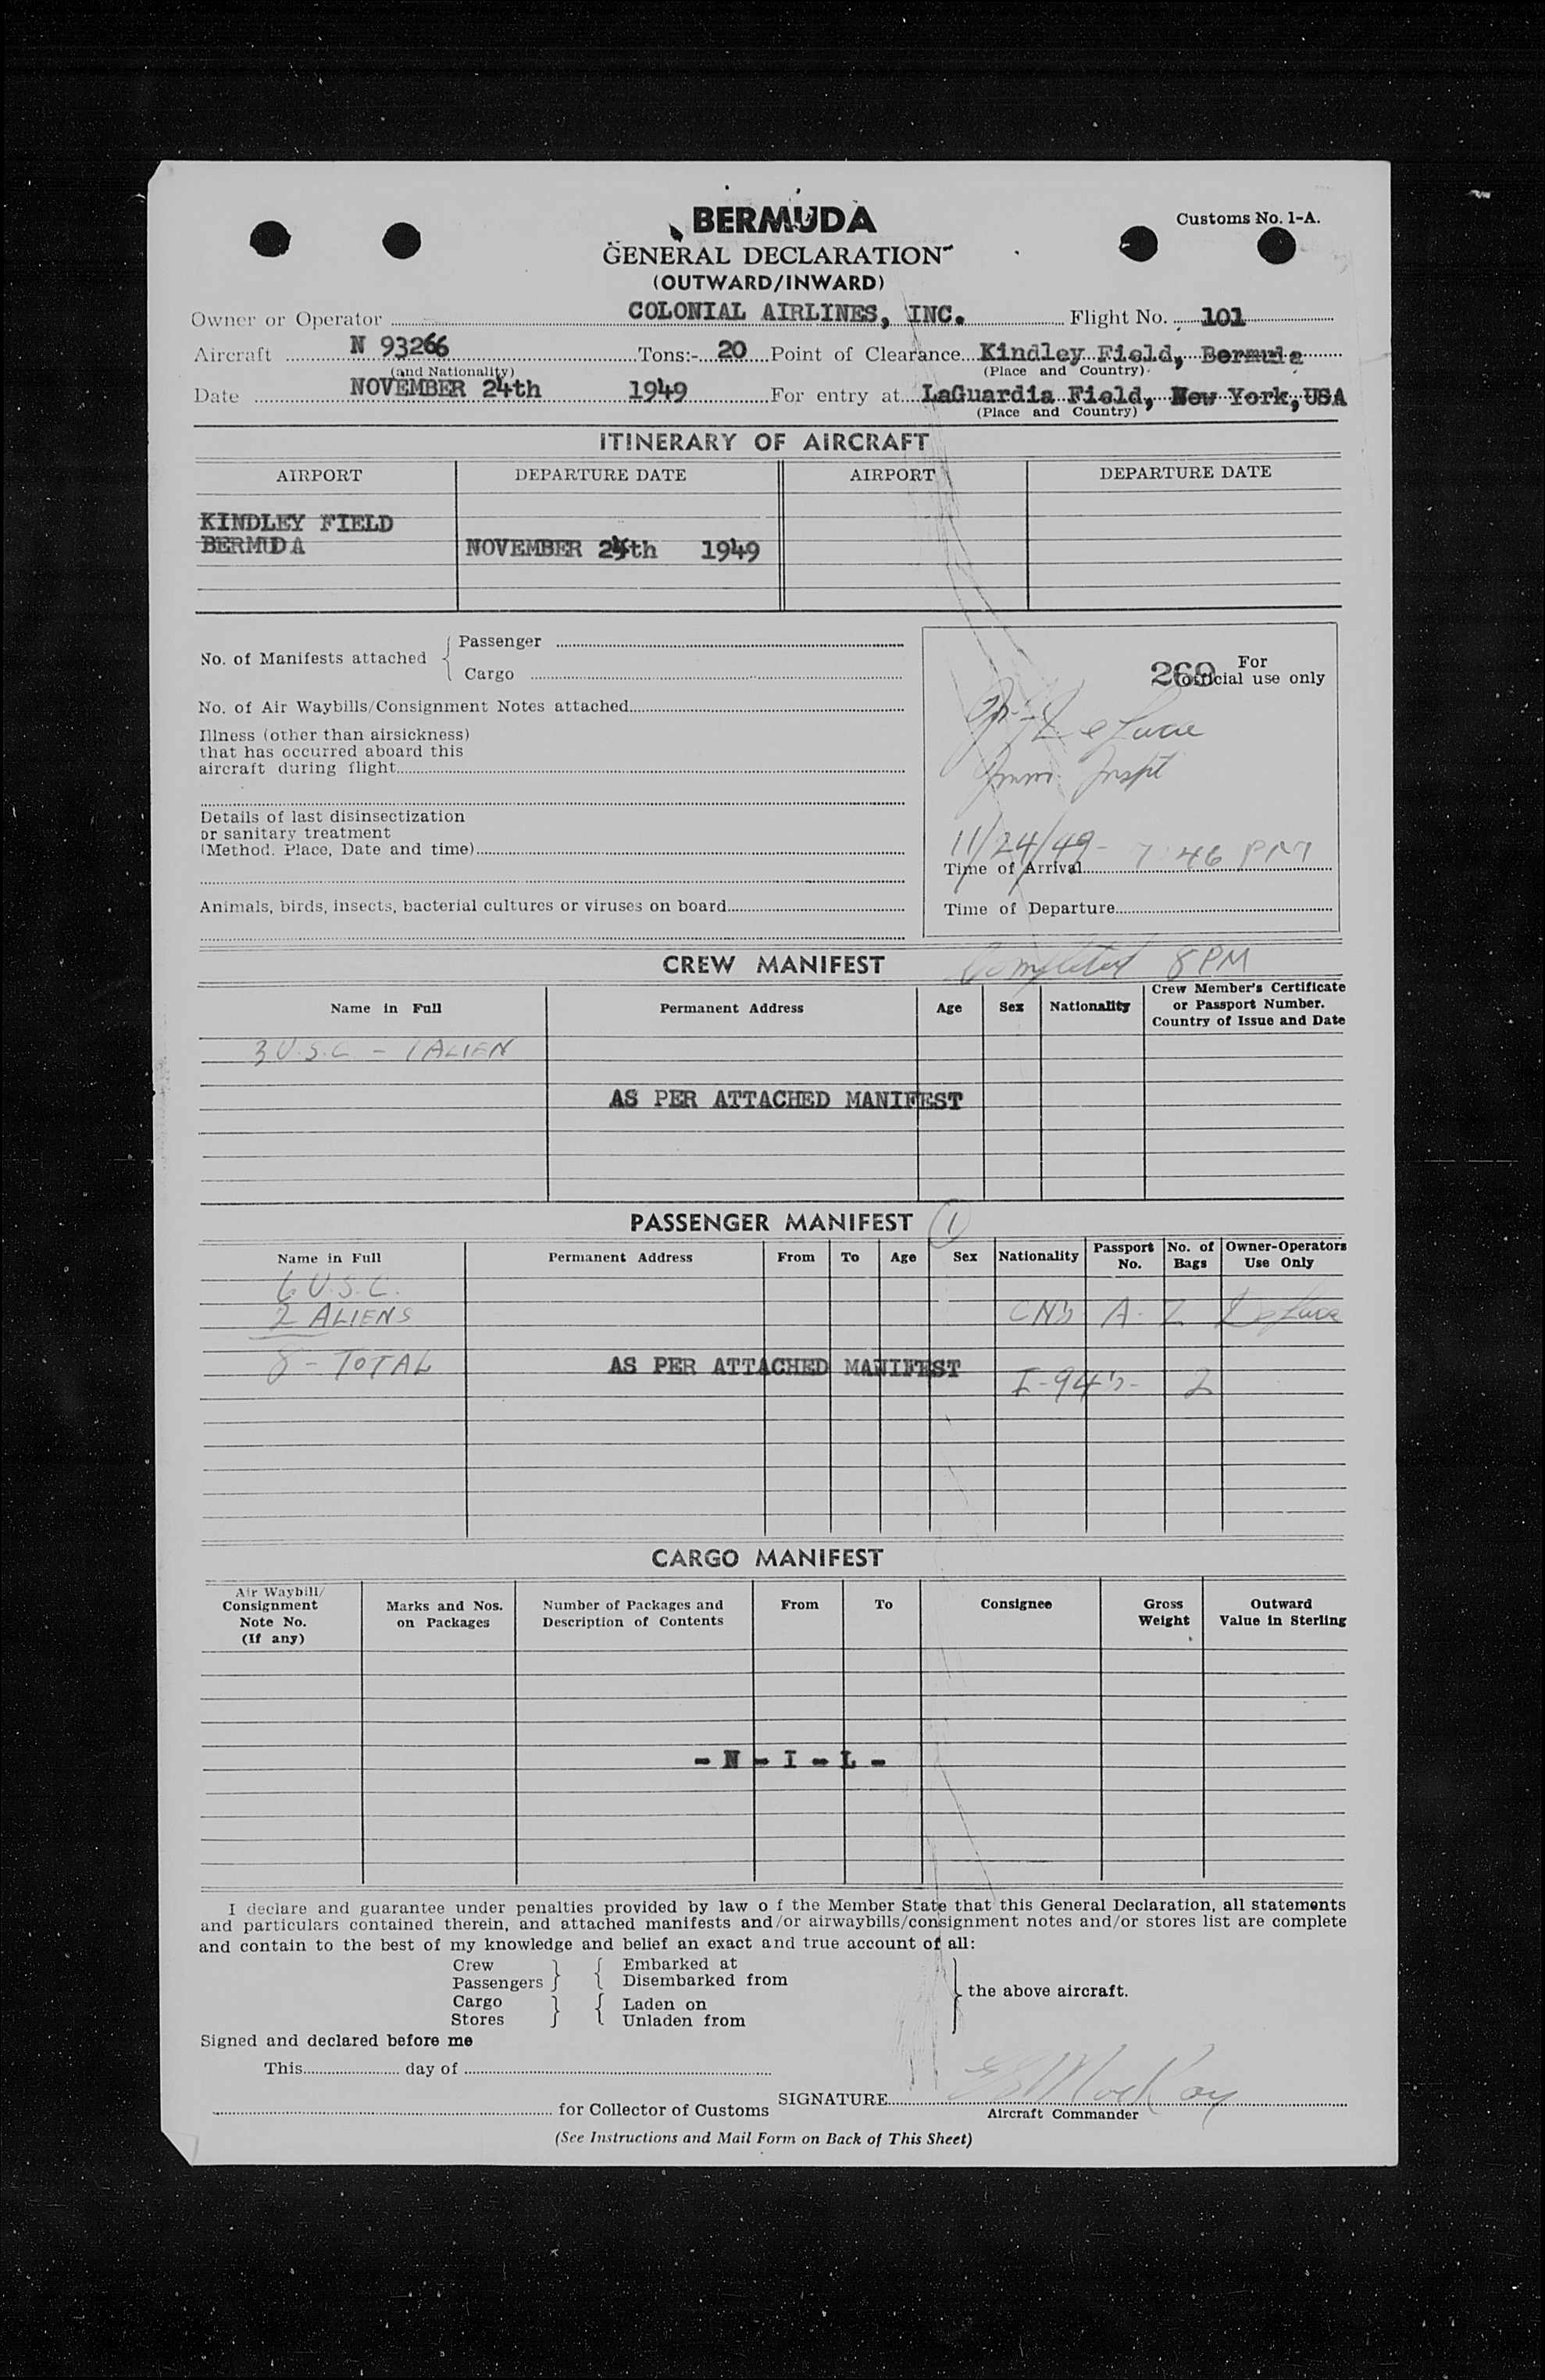 BERMUDA
Customs No. 1-A.
GENERAL DECLARATION
(OUTWARD/INWARD)
Owner or Operator COLONIAL AIRLINES, INC. Flight No. 101
Aircraft N 93266 Tons:- 20 Point of Clearance Kindley Field, Bermuda
(and Nationality) (Place and Country)
Date NOVEMBER 24th 1949 For entry at LaGuardia Field, New York, USA
(Place and Country)
ITINERARY OF AIRCRAFT
AIRPORT DEPARTURE DATE AIRPORT DEPARTURE DATE
KINDLEY FIELD
BERMUDA NOVEMBER 24th 1949
No. of Manifests attached { Passenger
Cargo
269 For
official use only
No. of Air Waybills/Consignment Notes attached
Illness (other than airsickness)
that has occurred aboard this
aircraft during flight
DeLuca
Imm. Inspt
Details of last disinsectization
or sanitary treatment
(Method. Place, Date and time)
11/24/49- 7:46 PM
Time of Arrival
Animals, birds, insects, bacterial cultures or viruses on board
Time of Departure
CREW MANIFEST Completed 8 PM
Name in Full Permanent Address Age Sex Nationality Crew Member's Certificate
or Passport Number.
Country of Issue and Date
3 U.S.C. - 1 ALIEN
AS PER ATTACHED MANIFEST
PASSENGER MANIFEST (1)
Name in Full Permanent Address From To Age Sex Nationality Passport No. No. of Bags Owner-Operators Use Only
6 U.S.C.
2 ALIENS A-2 DeLuca
8 - TOTAL AS PER ATTACHED MANIFEST
I-94's- 2
CARGO MANIFEST
Air Waybill/
Consignment
Note No.
(If any)
Marks and Nos.
on Packages
Number of Packages and
Description of Contents
From To Consignee
Gross
Weight
Outward
Value in Sterling
- N - I - L -
I declare and guarantee under penalties provided by law o f the Member State that this General Declaration, all statements
and particulars contained therein, and attached manifests and/or airwaybills/consignment notes and/or stores list are complete
and contain to the best of my knowledge and belief an exact and true account of all:
Crew } { Embarked at
Passengers } { Disembarked from
} the above aircraft.
Cargo } { Laden on
Stores } { Unladen from
Signed and declared before me
This day of
SIGNATURE
for Collector of Customs
Aircraft Commander
(See Instructions and Mail Form on Back of This Sheet)